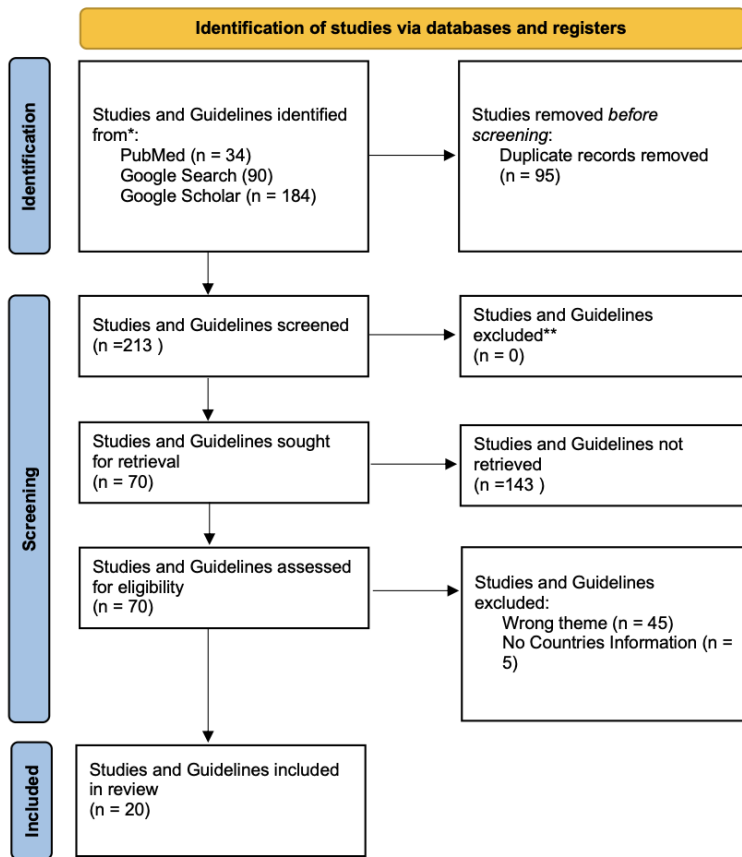 Identification of studies via databases and registers
Identification
Studies and Guidelines identified
from*:
PubMed (n = 34)
Google Search (90)
Google Scholar (n = 184)
Studies removed before
screening:
Duplicate records removed
(n = 95)
Screening
Studies and Guidelines screened
(n =213 )
Studies and Guidelines
excluded**
(n = 0)
Studies and Guidelines sought
for retrieval
(n = 70)
Studies and Guidelines not
retrieved
(n =143 )
Studies and Guidelines assessed
for eligibility
(n = 70)
Studies and Guidelines
excluded:
Wrong theme (n = 45)
No Countries Information (n =
5)
Included
Studies and Guidelines included
in review
(n = 20)